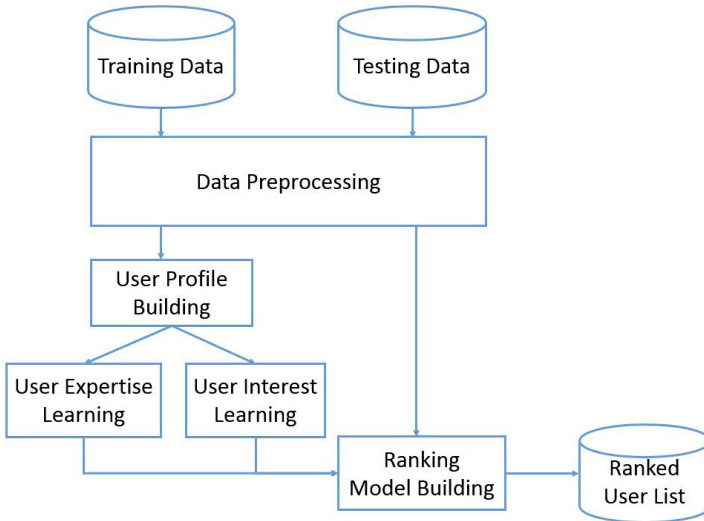 Training Data
Testing Data
Data Preprocessing
User Profile
Building
User Expertise
Learning
User Interest
Learning
Ranking
Model Building
Ranked
User List